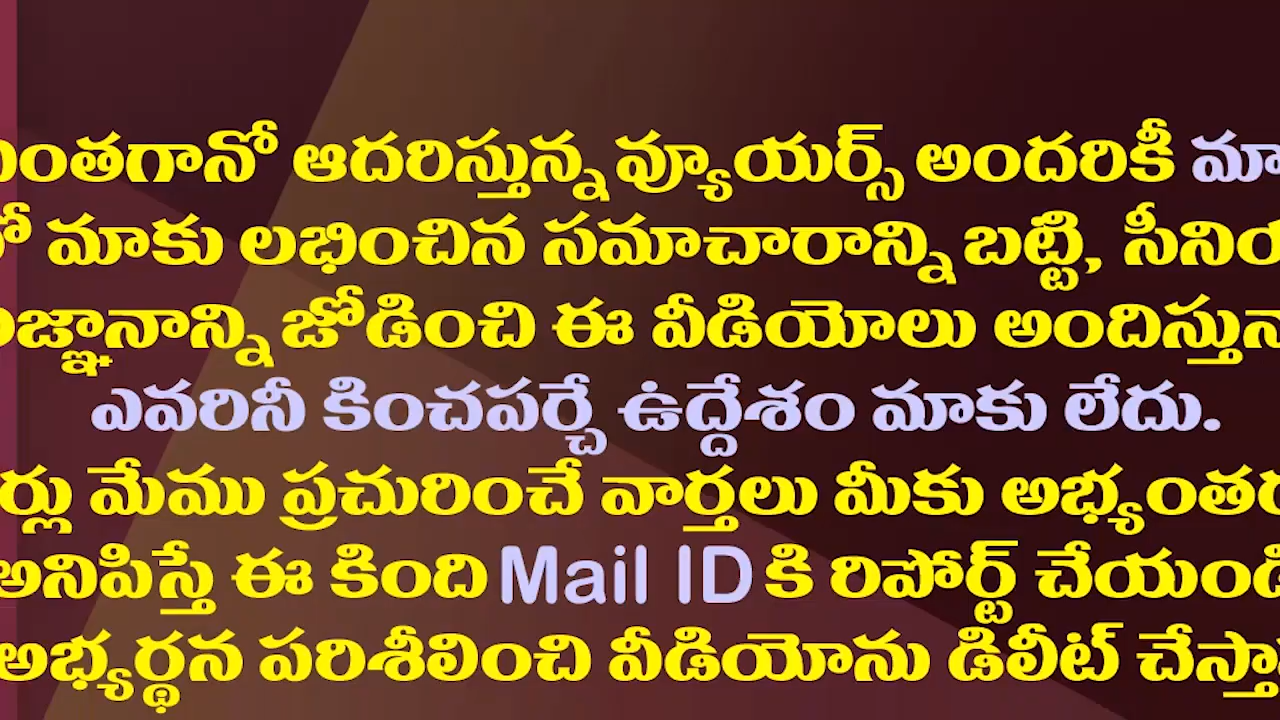 ఎంతగానో ఆదరిస్తున్న వ్యూయర్స్ అందరికీ మా
మాకు లభించిన సమాచారాన్ని బట్టి, సీనియ
జ్ఞానాన్ని జోడించి ఈ వీడియోలు అందిస్తున్నా
ఎవరినీ కించపర్చే ఉద్దేశం మాకు లేదు.
ర్లు మేము ప్రచురించే వార్తలు మీకు అభ్యంతర
అనిపిస్తే ఈ కింది Mail ID కి రిపోర్ట్ చేయండి
అభ్యర్థన పరిశీలించి వీడియోను డిలీట్ చేస్తా